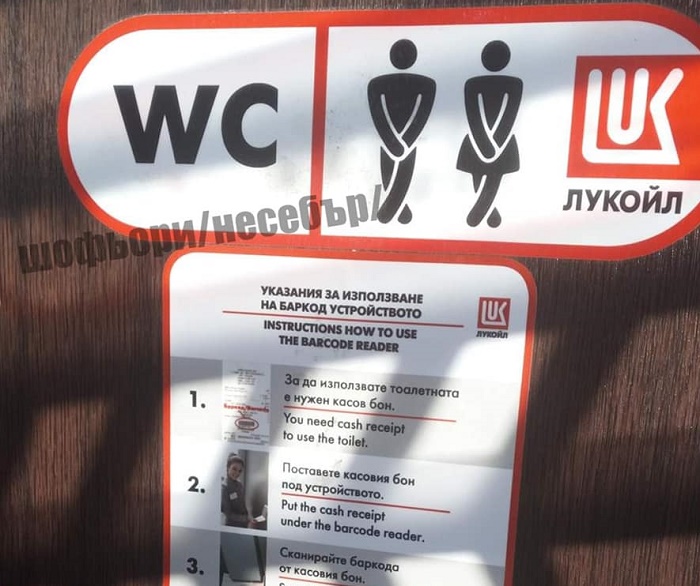 WC
LUK
ЛУКОЙЛ
шофьори/несебър/
УКАЗАНИЯ ЗА ИЗПОЛЗВАНЕ
НА БАРКОД УСТРОЙСТВОТО
INSTRUCTIONS HOW TO USE
THE BARCODE READER
LUK
ЛУКОЙЛ
1.
За да използвате тоалетната
е нужен касов бон.
You need cash receipt
to use the toilet.
2.
Поставете касовия бон
под устройството.
Put the cash receipt
under the barcode reader.
3.
Сканирайте баркода
от касовия бон.